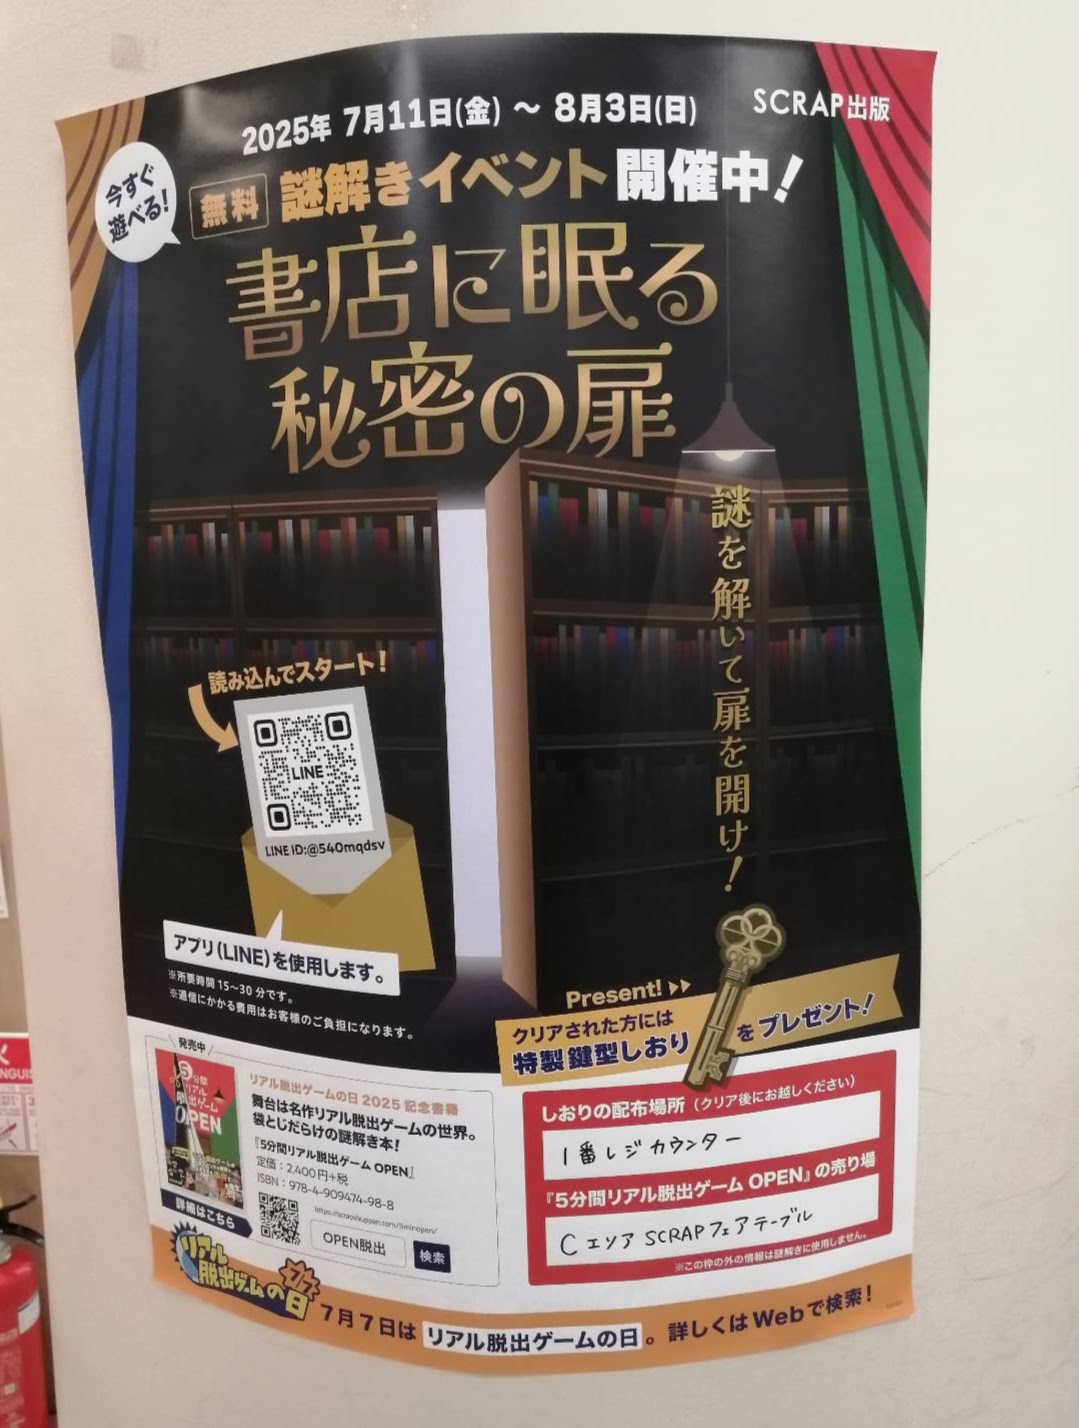 2025年 7月11日(金) ～ 8月3日(日)
SCRAP出版
今すぐ
遊べる!
無料 謎解きイベント開催中!
書店に眠る
秘密の扉
謎を解いて扉を開け!
読み込んでスタート!
LINE
LINE ID:@540mqdsv
アプリ(LINE)を使用します。
※所要時間15～30分です。
※通信にかかる費用はお客様のご負担になります。
Present!
クリアされた方には
特製鍵型しおり
をプレゼント!
発売中
5分間
リアル
脱出ゲーム
OPEN
詳細はこちら
リアル脱出ゲームの日 2025 記念書籍
舞台は名作リアル脱出ゲームの世界。
袋とじだらけの謎解き本!
『5分間リアル脱出ゲーム OPEN』
定価：2,400円+税
ISBN：978-4-909474-98-8
OPEN脱出 検索
しおりの配布場所（クリア後にお越しください）
1番レジカウンター
『5分間リアル脱出ゲーム OPEN』の売り場
Cエリア SCRAPフェアテーブル
※この枠の外の情報は謎解きに使用しません。
リアル
脱出ゲームの日
7/7
7月7日は リアル脱出ゲームの日 。詳しくはWebで検索!